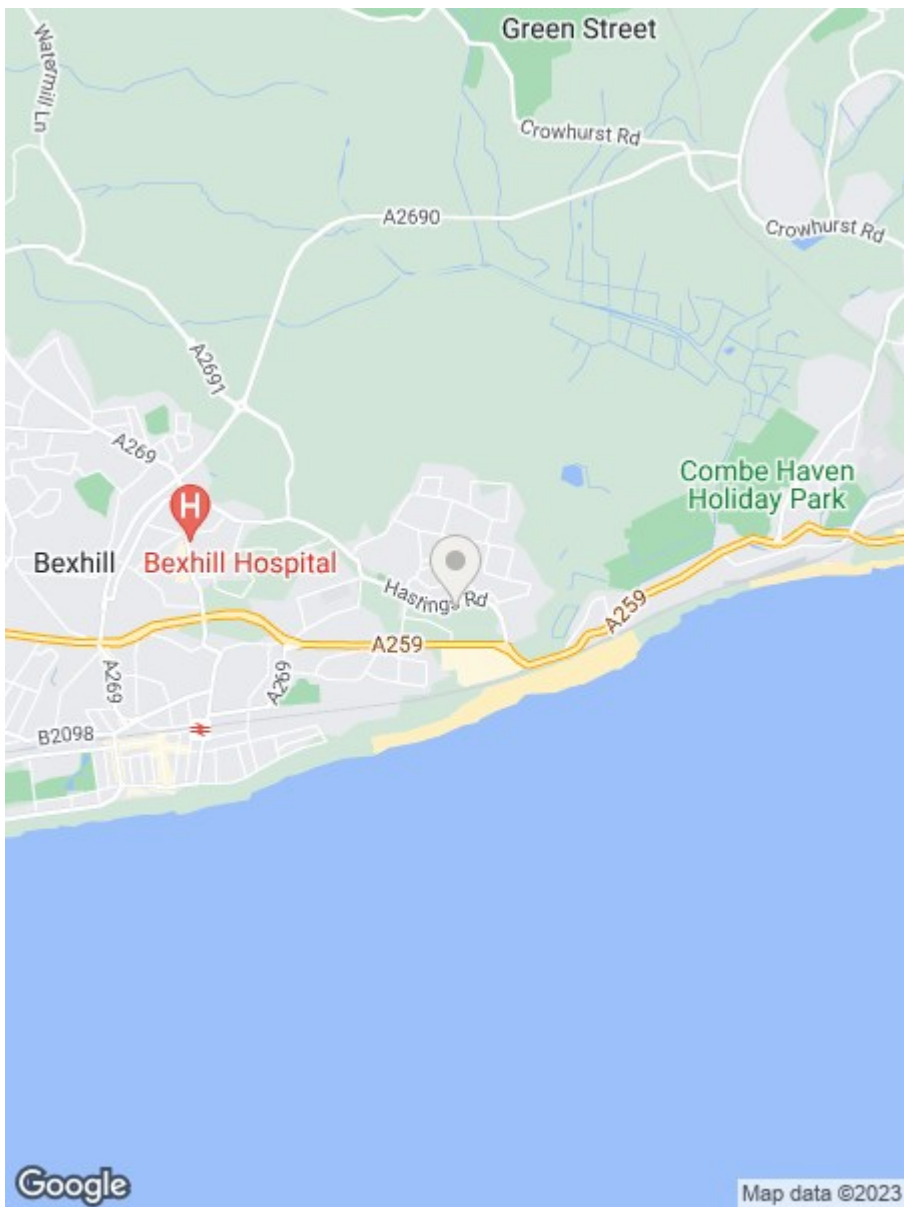 Green Street
Watermill Ln
Crowhurst Rd
A2690
Crowhurst Rd
A2691
A269
Combe Haven
Holiday Park
H
Bexhill
Bexhill Hospital
Hastings Rd
A259
A259
A269
A269
B2098
Google
Map data ©2023